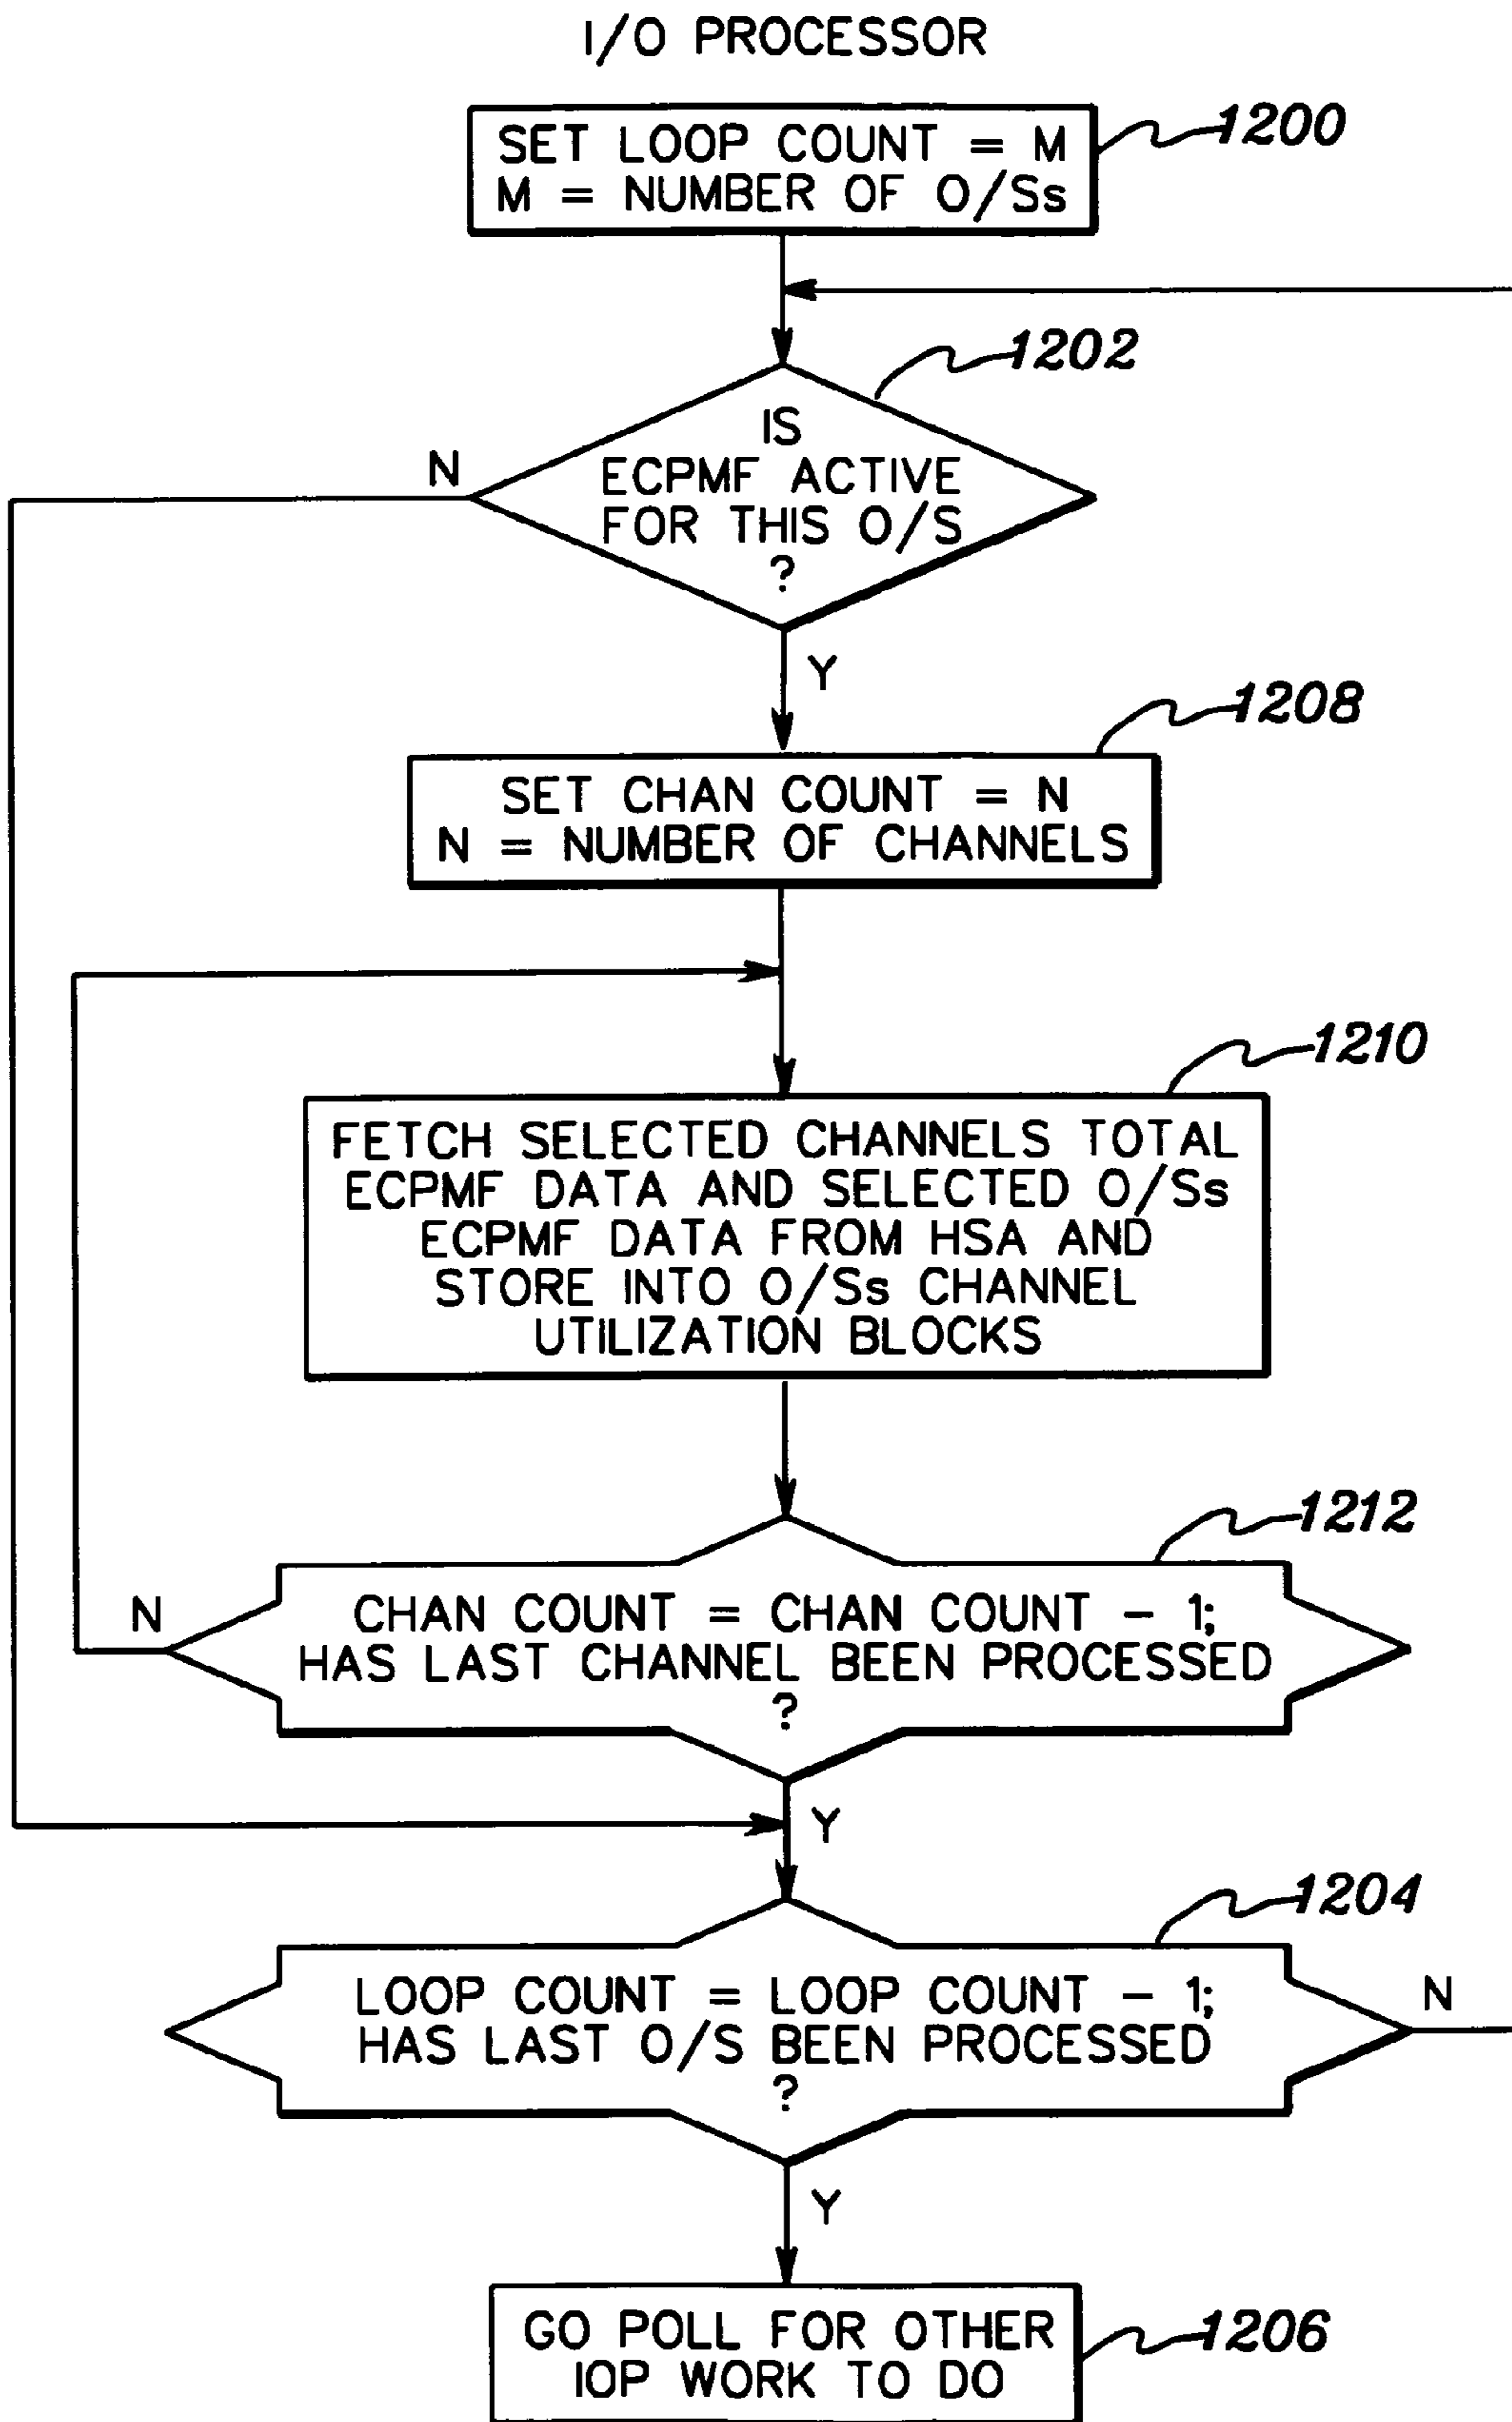 I/O PROCESSOR
SET LOOP COUNT = M
M = NUMBER OF O/Ss
1200
1202
IS
ECPMF ACTIVE
FOR THIS O/S
?
N
Y
1208
SET CHAN COUNT = N
N = NUMBER OF CHANNELS
1210
FETCH SELECTED CHANNELS TOTAL
ECPMF DATA AND SELECTED O/Ss
ECPMF DATA FROM HSA AND
STORE INTO O/Ss CHANNEL
UTILIZATION BLOCKS
1212
CHAN COUNT = CHAN COUNT - 1;
HAS LAST CHANNEL BEEN PROCESSED
?
N
Y
1204
LOOP COUNT = LOOP COUNT - 1;
HAS LAST O/S BEEN PROCESSED
?
N
Y
GO POLL FOR OTHER
IOP WORK TO DO
1206